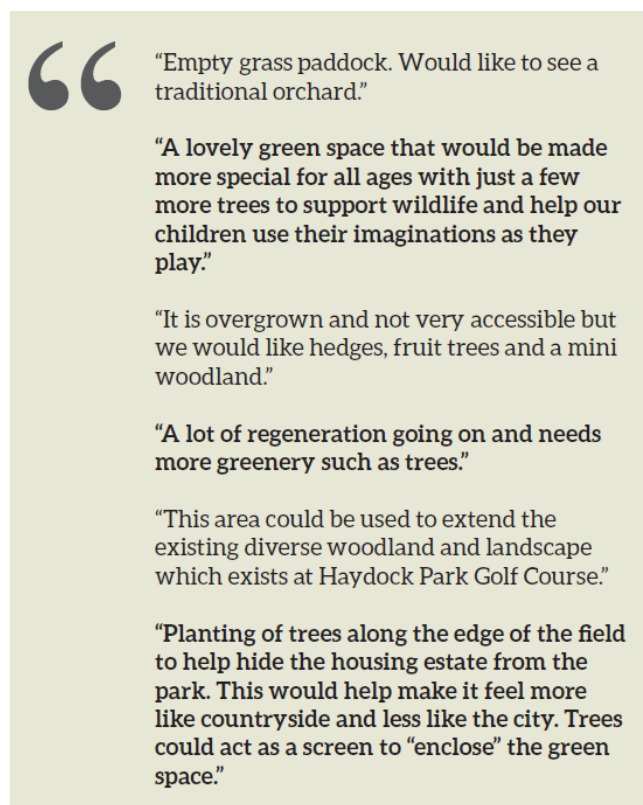 “Empty grass paddock. Would like to see a
traditional orchard.”
“A lovely green space that would be made
more special for all ages with just a few
more trees to support wildlife and help our
children use their imaginations as they
play.”
“It is overgrown and not very accessible but
we would like hedges, fruit trees and a mini
woodland.”
“A lot of regeneration going on and needs
more greenery such as trees.”
“This area could be used to extend the
existing diverse woodland and landscape
which exists at Haydock Park Golf Course.”
“Planting of trees along the edge of the field
to help hide the housing estate from the
park. This would help make it feel more
like countryside and less like the city. Trees
could act as a screen to “enclose” the green
space.”